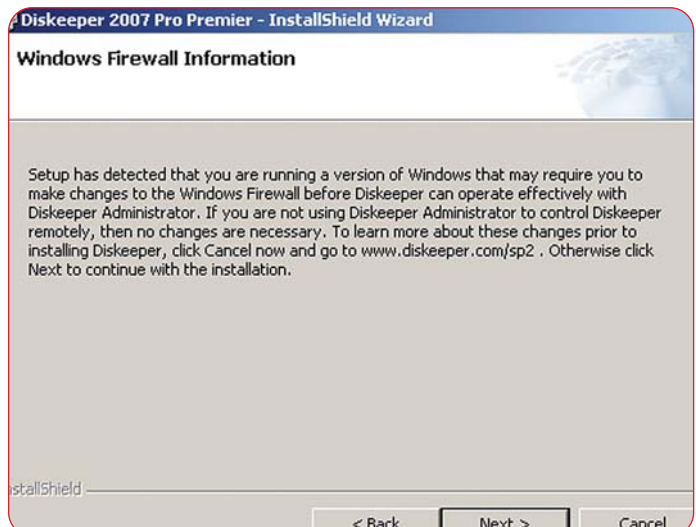 Diskeeper 2007 Pro Premier - InstallShield Wizard
Windows Firewall Information
Setup has detected that you are running a version of Windows that may require you to
make changes to the Windows Firewall before Diskeeper can operate effectively with
Diskeeper Administrator. If you are not using Diskeeper Administrator to control Diskeeper
remotely, then no changes are necessary. To learn more about these changes prior to
installing Diskeeper, click Cancel now and go to www.diskeeper.com/sp2 . Otherwise click
Next to continue with the installation.
stallShield
< Back
Next >
Cancel